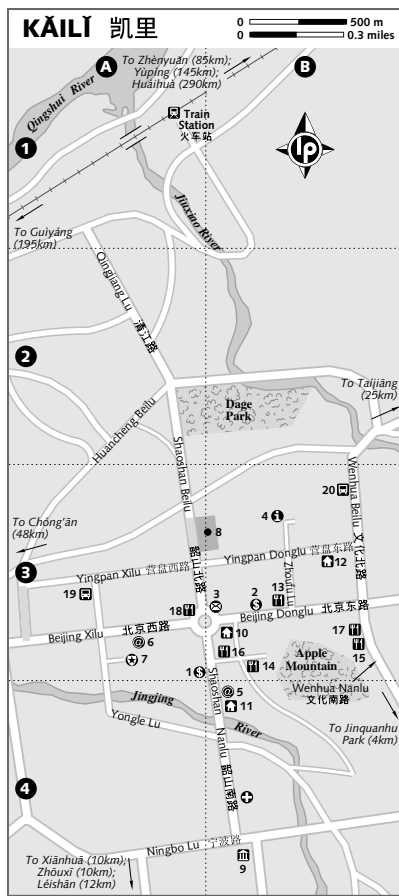 KǍILǏ 凯里
0 500 m
0 0.3 miles
A
B
To Zhènyuǎn (85km);
Yùpíng (145km);
Huáihuà (290km)
Qingshui River
Train
Station
火车站
1
lp
Jiuxiao River
To Guìyáng
(195km)
Qingjiang Lu 清江路
2
To Táijiāng
(25km)
Dage
Park
Huancheng Beilu
Shaoshan Beilu 韶山北路
Wenhua Beilu 文化北路
20
4
To Chóng'ān
(48km)
8
Yingpan Donglu 营盘东路
3
Yingpan Xilu 营盘西路
12
Zhoufu Lu
19
13
2
3
18
Beijing Donglu 北京东路
Beijing Xilu 北京西路
10
17
6
16
Apple
Mountain
15
7
14
1
Wenhua Nanlu
文化南路
5
Shaoshan Nanlu 韶山南路
11
Jingjing River
Yongle Lu
To Jinquanhu
Park (4km)
4
Ningbo Lu 宁波路
9
To Xiānhuā (10km);
Zhōuxī (10km);
Léishān (12km)